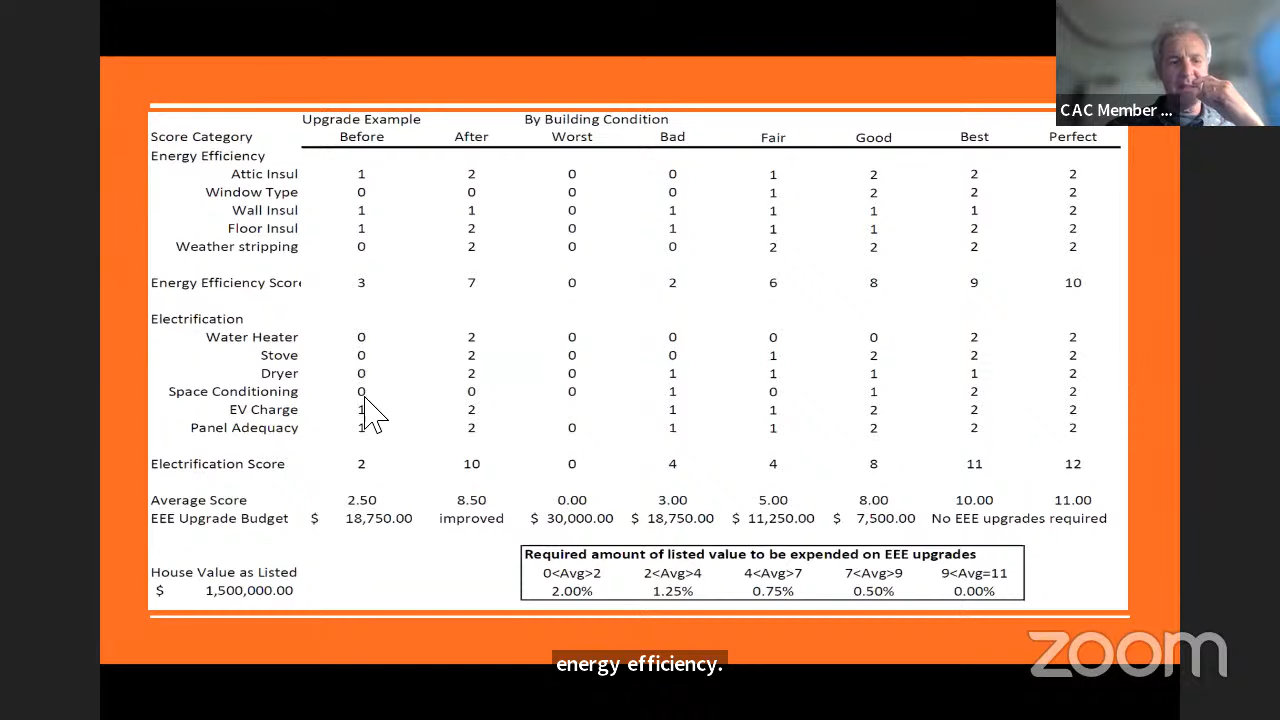 CAC Member ...
Upgrade Example By Building Condition
Score Category Before After Worst Bad Fair Good Best Perfect
Energy Efficiency
Attic Insul 1 2 0 0 1 2 2 2
Window Type 0 0 0 0 1 2 2 2
Wall Insul 1 1 0 1 1 1 1 2
Floor Insul 1 2 0 1 1 1 2 2
Weather stripping 0 2 0 0 2 2 2 2
Energy Efficiency Score 3 7 0 2 6 8 9 10
Electrification
Water Heater 0 2 0 0 0 0 2 2
Stove 0 2 0 0 1 2 2 2
Dryer 0 2 0 1 1 1 1 2
Space Conditioning 0 0 0 1 0 1 2 2
EV Charge 1 2 1 1 2 2 2
Panel Adequacy 1 2 0 1 1 2 2 2
Electrification Score 2 10 0 4 4 8 11 12
Average Score 2.50 8.50 0.00 3.00 5.00 8.00 10.00 11.00
EEE Upgrade Budget $ 18,750.00 improved $ 30,000.00 $ 18,750.00 $ 11,250.00 $ 7,500.00 No EEE upgrades required
Required amount of listed value to be expended on EEE upgrades
House Value as Listed 0<Avg>2 2<Avg>4 4<Avg>7 7<Avg>9 9<Avg=11
$ 1,500,000.00 2.00% 1.25% 0.75% 0.50% 0.00%
energy efficiency.
zoom